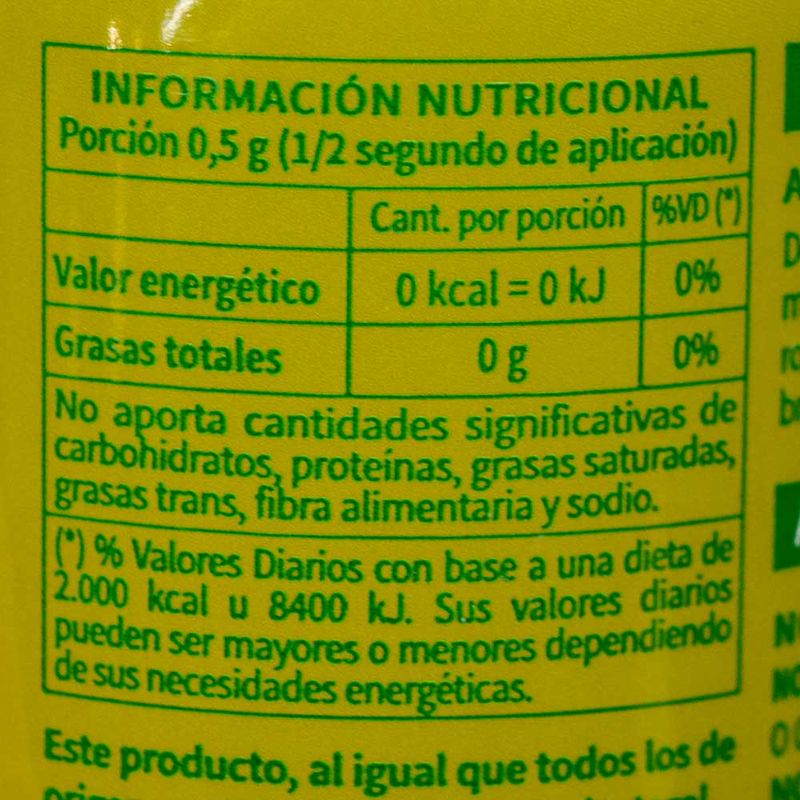 INFORMACIÓN NUTRICIONAL
Porción 0,5 g (1/2 segundo de aplicación)
Cant. por porción %VD (*)
Valor energético 0 kcal = 0 kJ 0%
Grasas totales 0 g 0%
No aporta cantidades significativas de
carbohidratos, proteínas, grasas saturadas,
grasas trans, fibra alimentaria y sodio.
(*) % Valores Diarios con base a una dieta de
2.000 kcal u 8400 kJ. Sus valores diarios
pueden ser mayores o menores dependiendo
de sus necesidades energéticas.
Este producto, al igual que todos los de